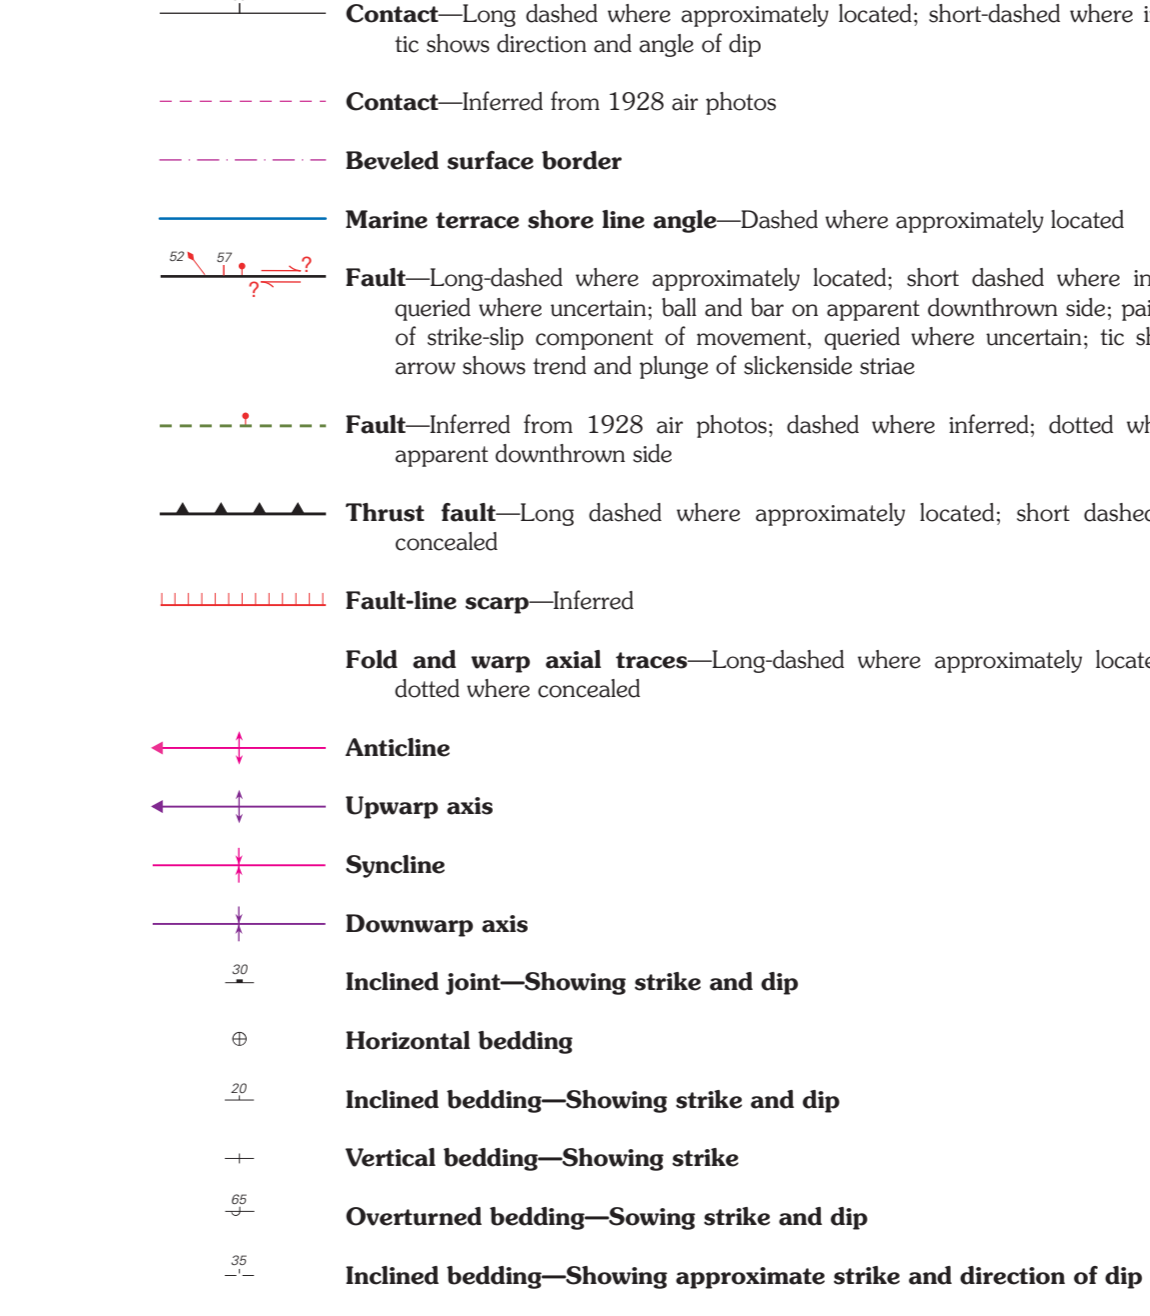 Contact—Long dashed where approximately located; short-dashed where
tic shows direction and angle of dip
Contact—Inferred from 1928 air photos
Beveled surface border
Marine terrace shore line angle—Dashed where approximately located
52 57 ?
?
Fault—Long-dashed where approximately located; short dashed where
queried where uncertain; ball and bar on apparent downthrown side;
of strike-slip component of movement, queried where uncertain; tic
arrow shows trend and plunge of slickenside striae
Fault—Inferred from 1928 air photos; dashed where inferred; dotted
apparent downthrown side
Thrust fault—Long dashed where approximately located; short dashed
concealed
Fault-line scarp—Inferred
Fold and warp axial traces—Long-dashed where approximately
dotted where concealed
Anticline
Upwarp axis
Syncline
Downwarp axis
30
Inclined joint—Showing strike and dip
Horizontal bedding
20
Inclined bedding—Showing strike and dip
Vertical bedding—Showing strike
65
Overturned bedding—Sowing strike and dip
35
Inclined bedding—Showing approximate strike and direction of dip